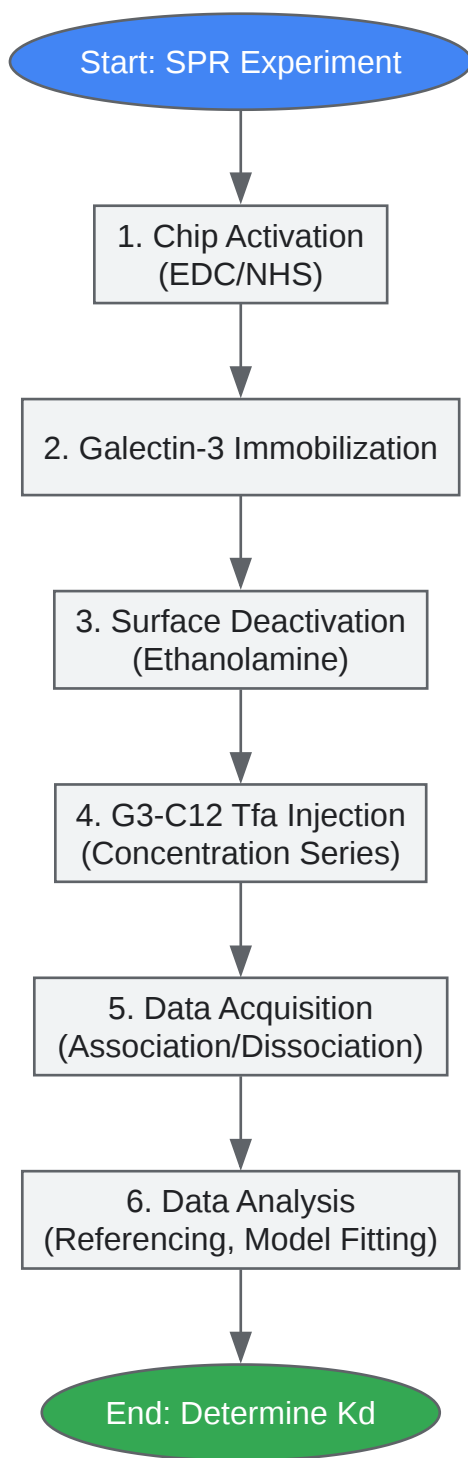 Start: SPR Experiment
1. Chip Activation
(EDC/NHS)
2. Galectin-3 Immobilization
3. Surface Deactivation
(Ethanolamine)
4. G3-C12 Tfa Injection
(Concentration Series)
5. Data Acquisition
(Association/Dissociation)
6. Data Analysis
(Referencing, Model Fitting)
End: Determine Kd